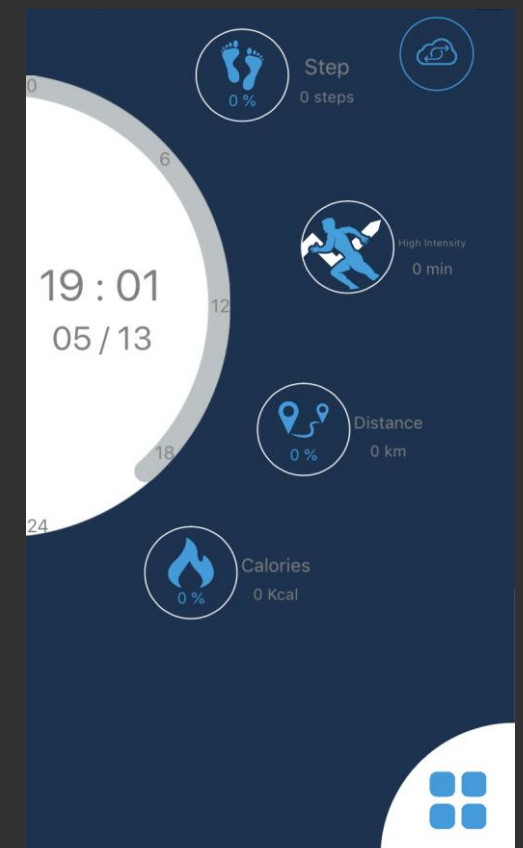 Step
0 %
0 steps
0
6
High Intensity
0 min
19 : 01
12
05 / 13
Distance
18
0 %
0 km
24
Calories
0 %
0 Kcal